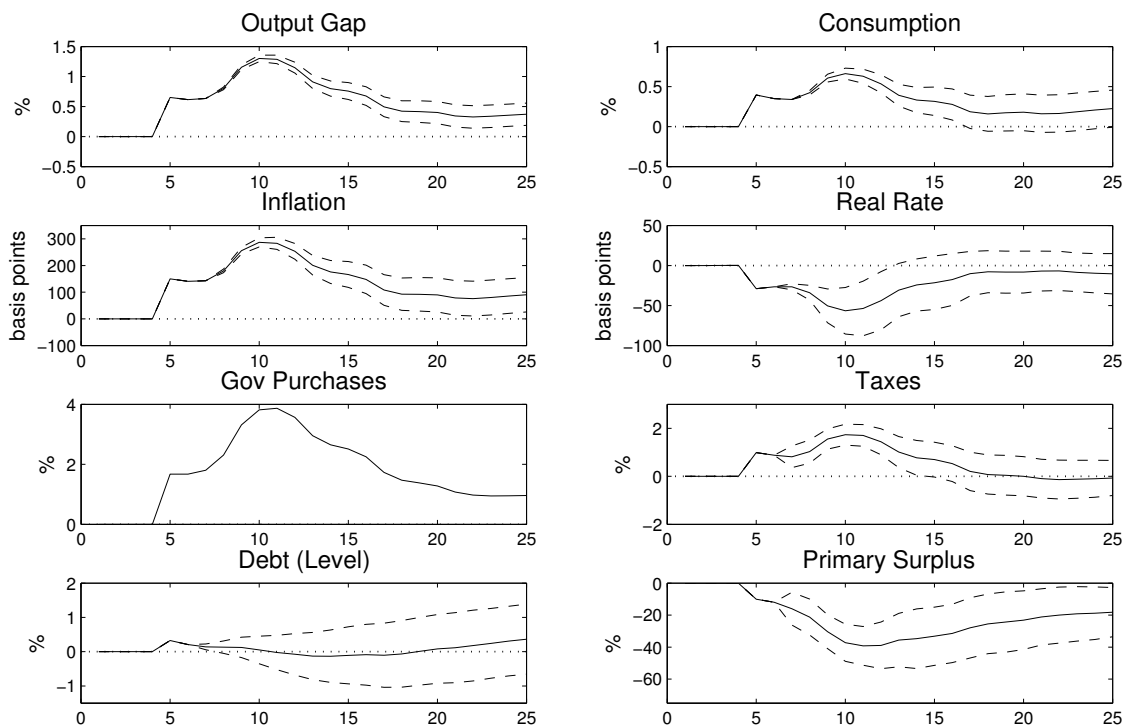 Output Gap
%
1.5
1
0.5
0
−0.5
0 5 10 15 20 25
Consumption
%
1
0.5
0
−0.5
0 5 10 15 20 25
Inflation
basis points
300
200
100
0
−100
0 5 10 15 20 25
Real Rate
basis points
50
0
−50
−100
0 5 10 15 20 25
Gov Purchases
%
4
2
0
0 5 10 15 20 25
Taxes
%
2
0
−2
0 5 10 15 20 25
Debt (Level)
%
2
1
0
−1
0 5 10 15 20 25
Primary Surplus
%
0
−20
−40
−60
0 5 10 15 20 25